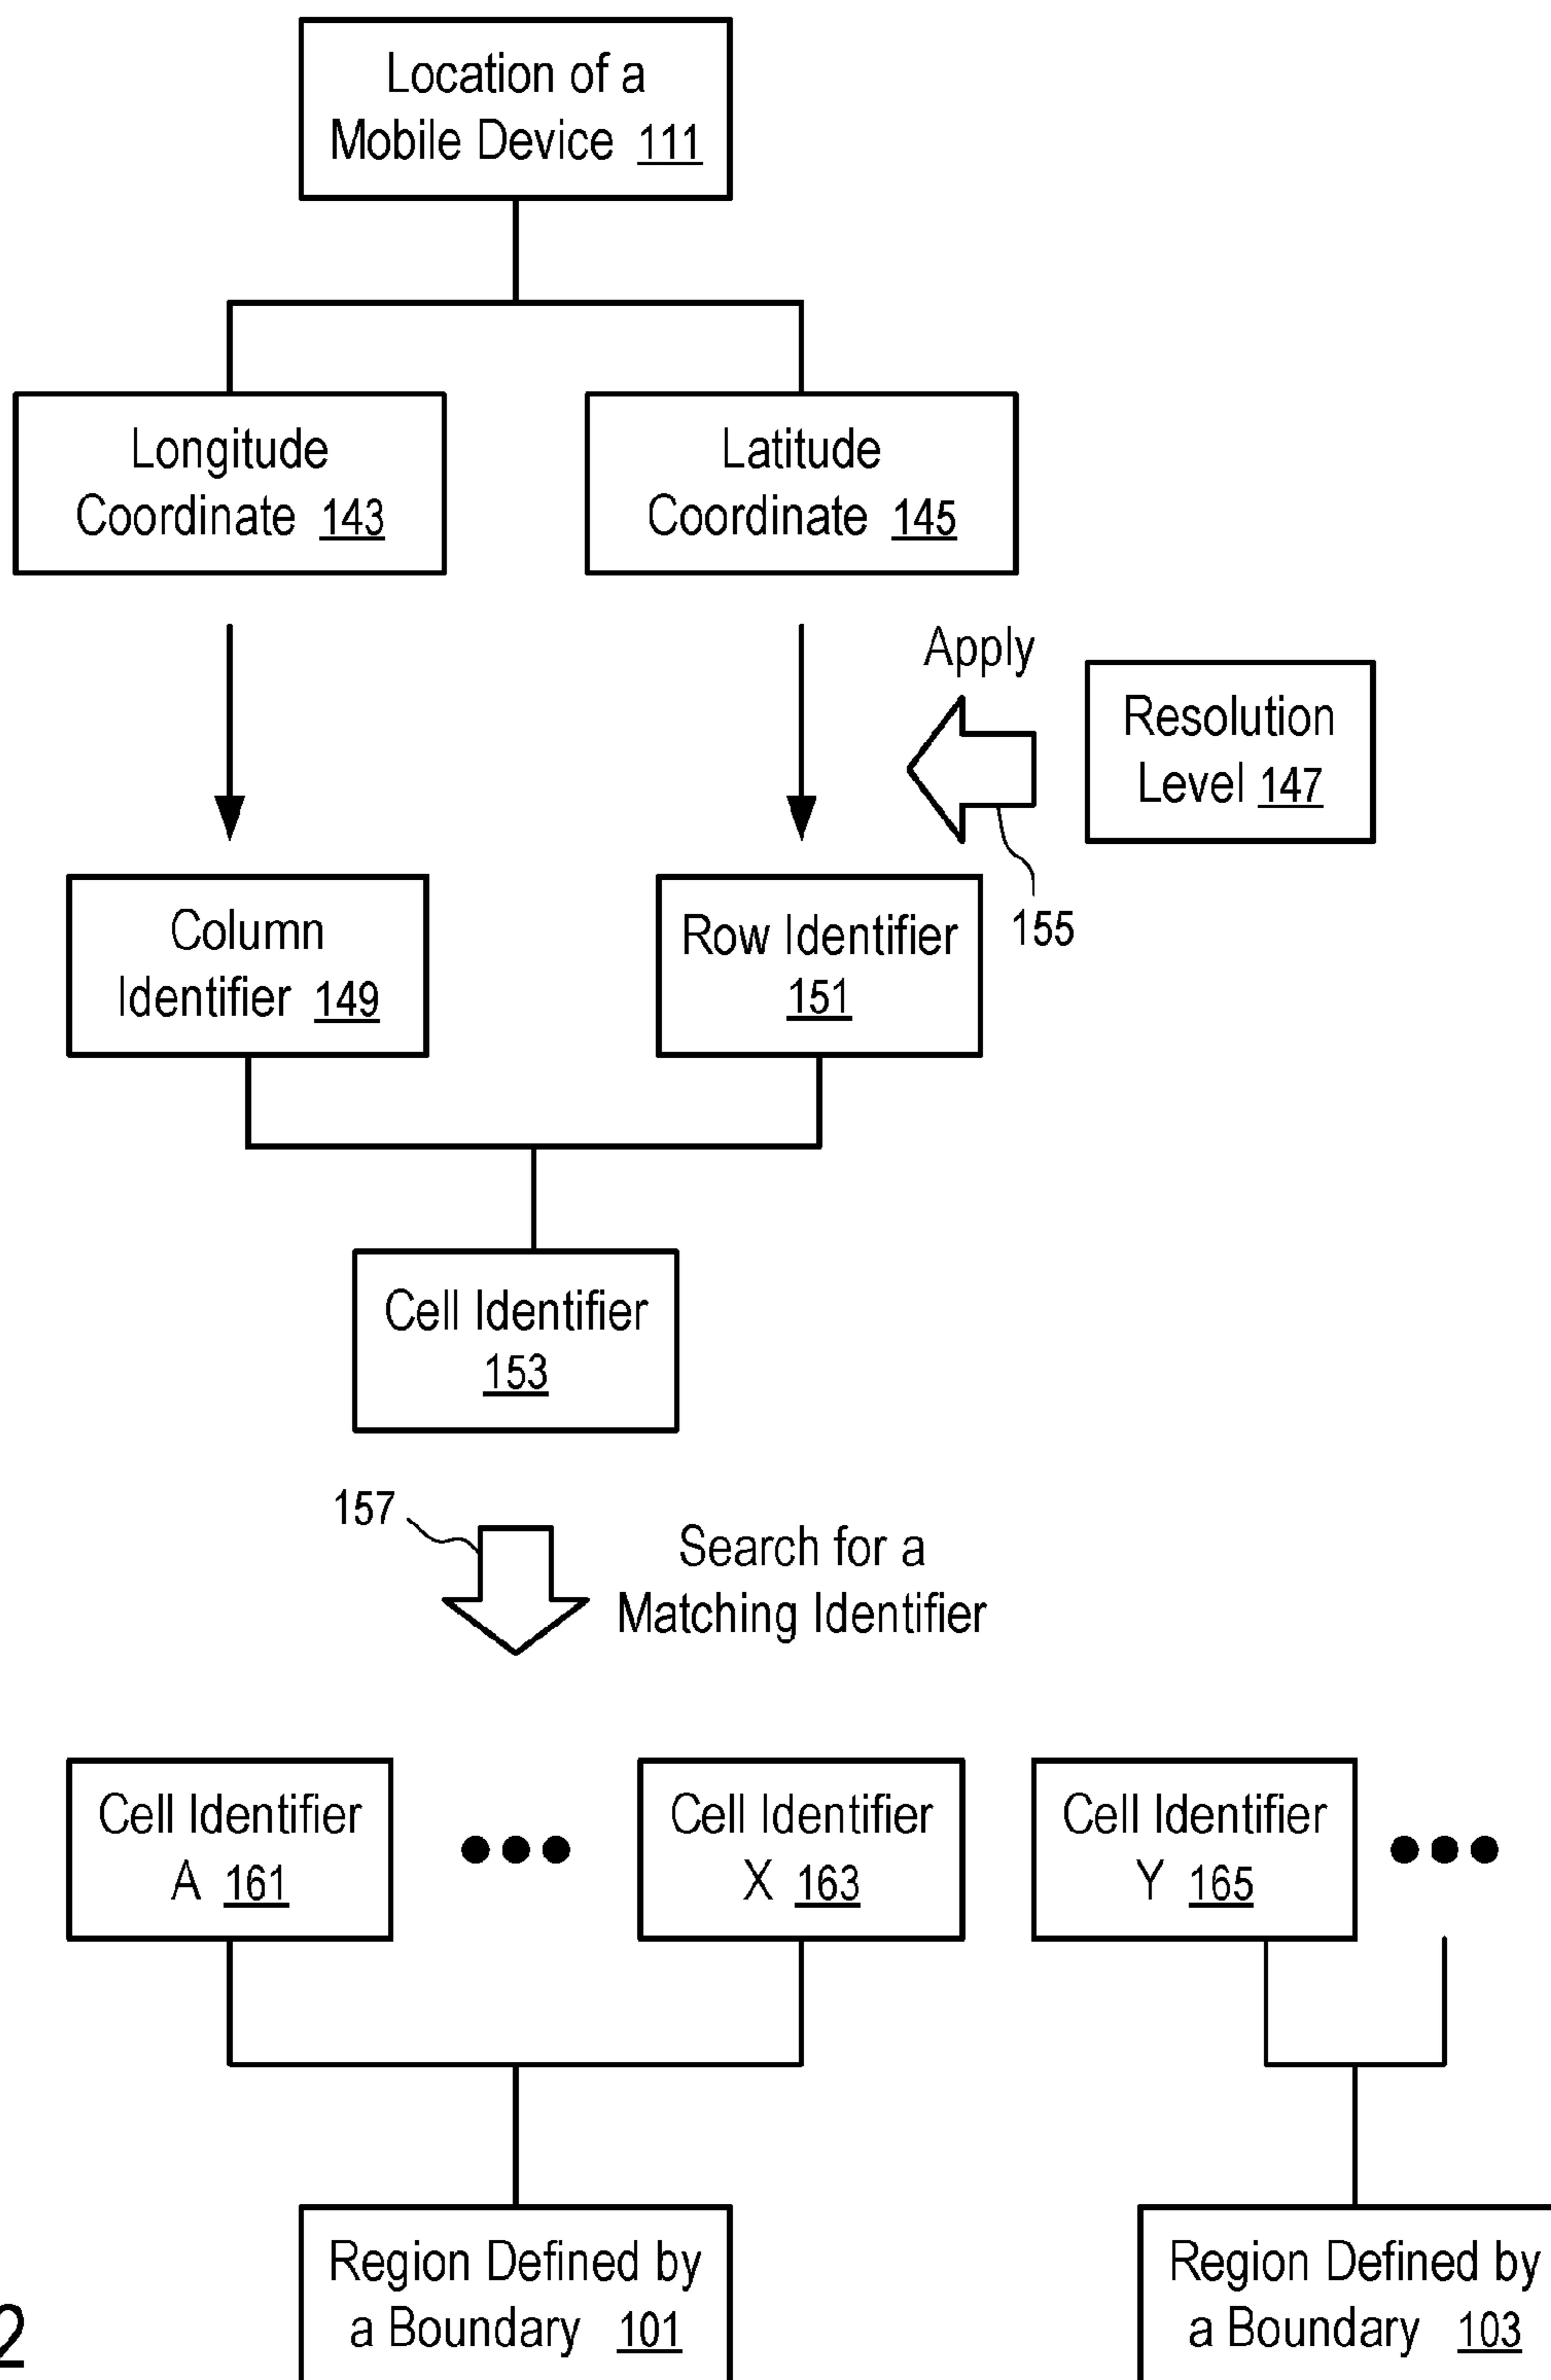 Location of a
Mobile Device 111
Longitude
Coordinate 143
Latitude
Coordinate 145
Apply
Resolution
Level 147
155
Column
Identifier 149
Row Identifier
151
Cell Identifier
153
157
Search for a
Matching Identifier
Cell Identifier
A 161
Cell Identifier
X 163
Cell Identifier
Y 165
Region Defined by
a Boundary 101
Region Defined by
a Boundary 103
2